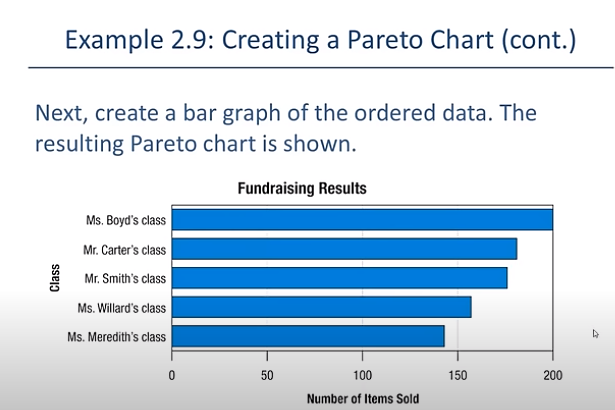 Example 2.9: Creating a Pareto Chart (cont.)
Next, create a bar graph of the ordered data. The
resulting Pareto chart is shown.
Fundraising Results
Class
Ms. Boyd's class
Mr. Carter's class
Mr. Smith's class
Ms. Willard's class
Ms. Meredith's class
0 50 100 150 200
Number of Items Sold